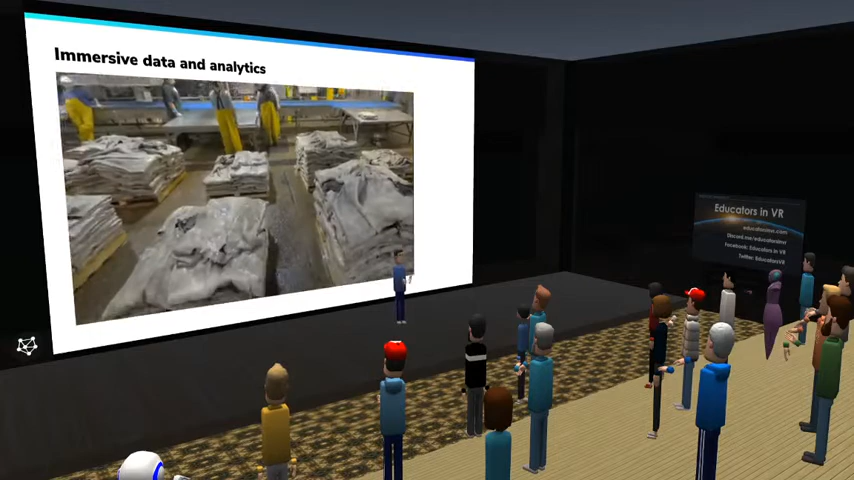 Immersive data and analytics
Educators in VR
educatorsinvr.com
Discord.me/educatorsinvr
Facebook: Educators in VR
Twitter: EducatorsVR